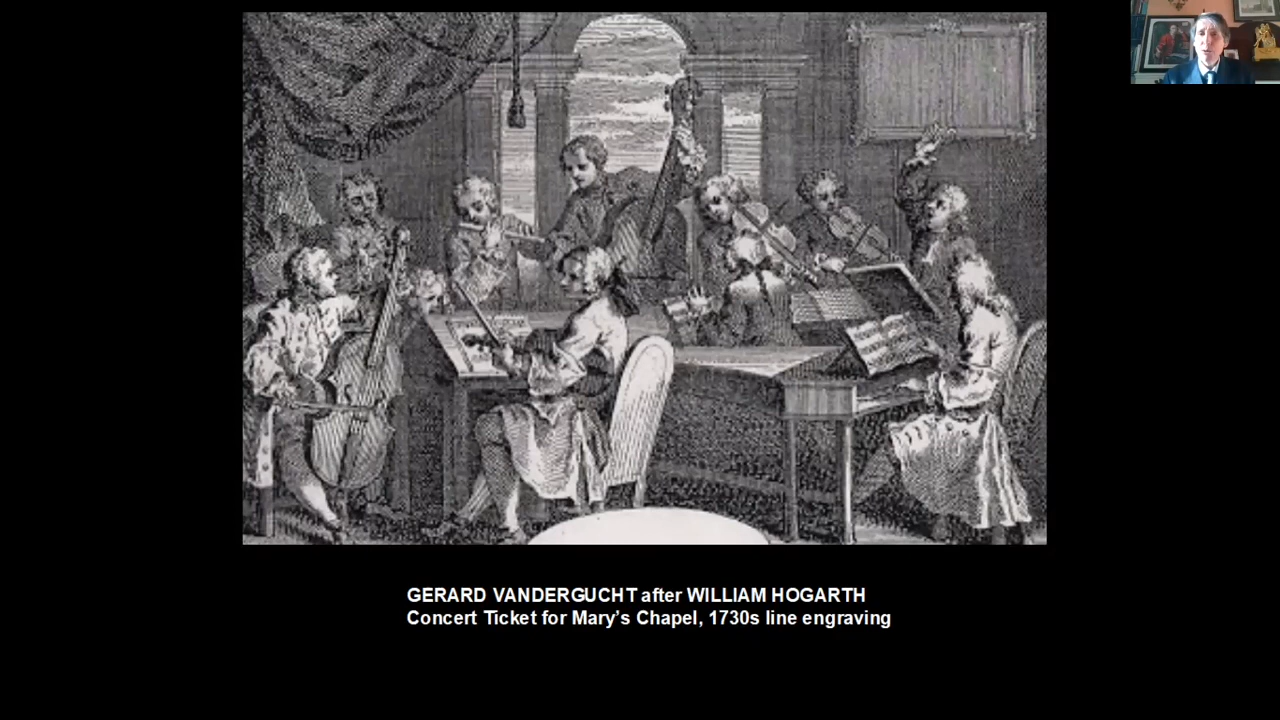 GERARD VANDERGUCHT after WILLIAM HOGARTH
Concert Ticket for Mary’s Chapel, 1730s line engraving